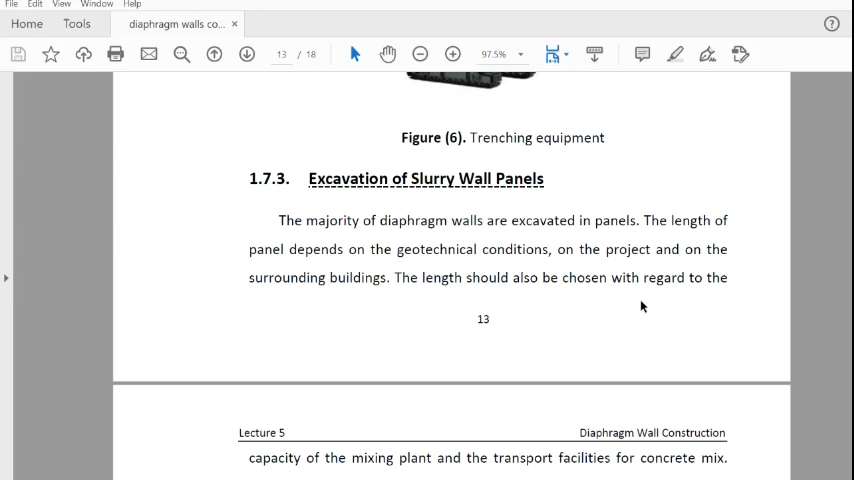 File Edit View Window Help
Home Tools diaphragm walls co... ×
13 / 18 97.5%
Figure (6). Trenching equipment
1.7.3. Excavation of Slurry Wall Panels
The majority of diaphragm walls are excavated in panels. The length of
panel depends on the geotechnical conditions, on the project and on the
surrounding buildings. The length should also be chosen with regard to the
13
Lecture 5 Diaphragm Wall Construction
capacity of the mixing plant and the transport facilities for concrete mix.